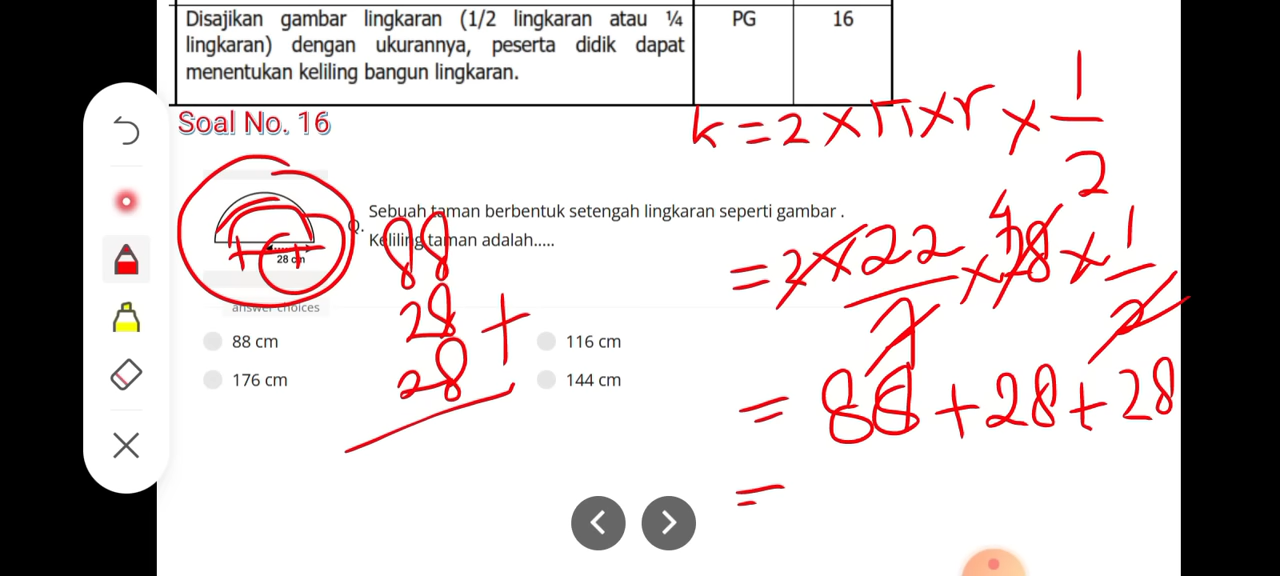 Disajikan gambar lingkaran (1/2 lingkaran atau ¼
lingkaran) dengan ukurannya, peserta didik dapat
menentukan keliling bangun lingkaran.
PG
16
Soal No. 16
28 cm
Q.
Sebuah taman berbentuk setengah lingkaran seperti gambar .
Keliling taman adalah.....
answer choices
88 cm
116 cm
176 cm
144 cm
88
28
28 +
k = 2 × π × r × 1/2
= 2 × 22/7 × 28 × 1/2
4
= 88 + 28 + 28
=